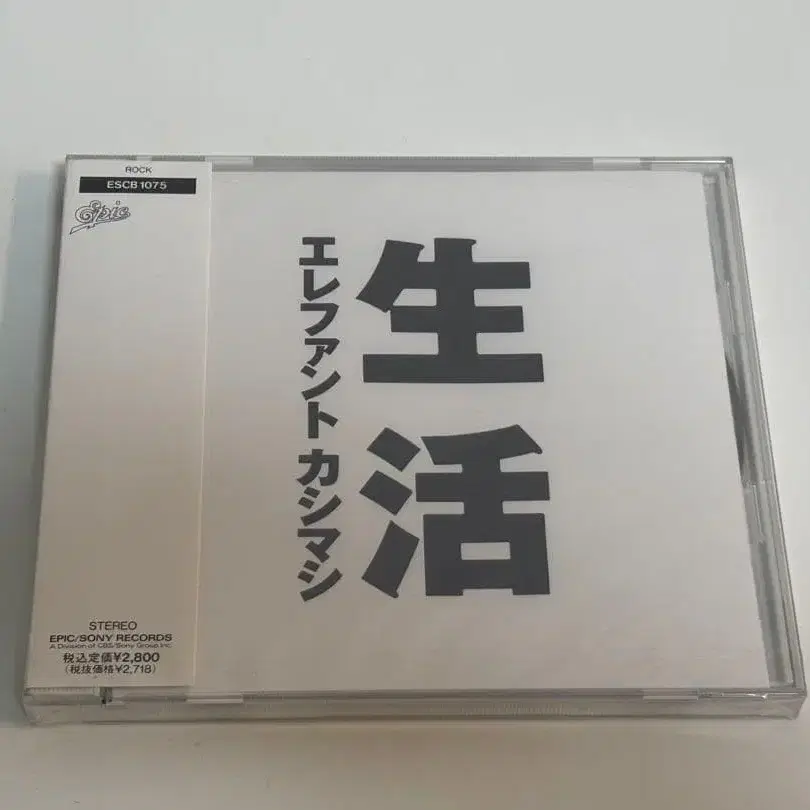 ROCK
ESCB 1075
Epic
生活
エレファントカシマシ
STEREO
EPIC/SONY RECORDS
A Division of CBS/Sony Group Inc.
税込定価¥2,800
(税抜価格¥2,718)